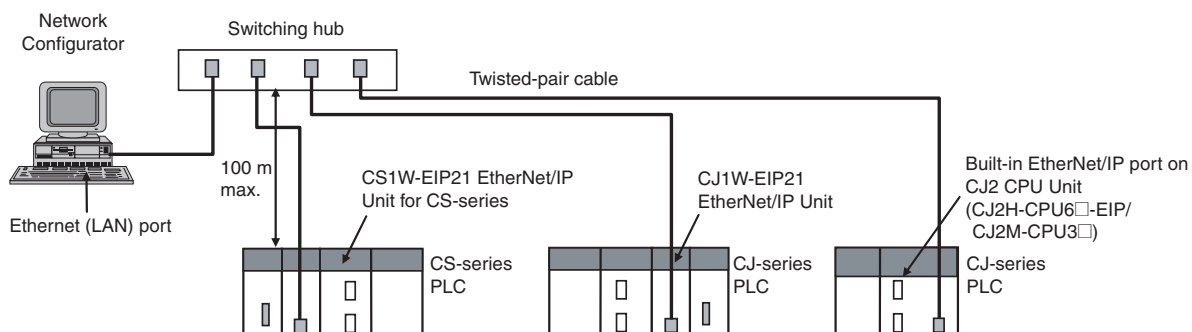 Network
Configurator
Switching hub
Twisted-pair cable
100 m
max.
Ethernet (LAN) port
CS1W-EIP21 EtherNet/IP
Unit for CS-series
CJ1W-EIP21
EtherNet/IP Unit
Built-in EtherNet/IP port on
CJ2 CPU Unit
(CJ2H-CPU6□-EIP/
CJ2M-CPU3□)
CS-series
PLC
CJ-series
PLC
CJ-series
PLC